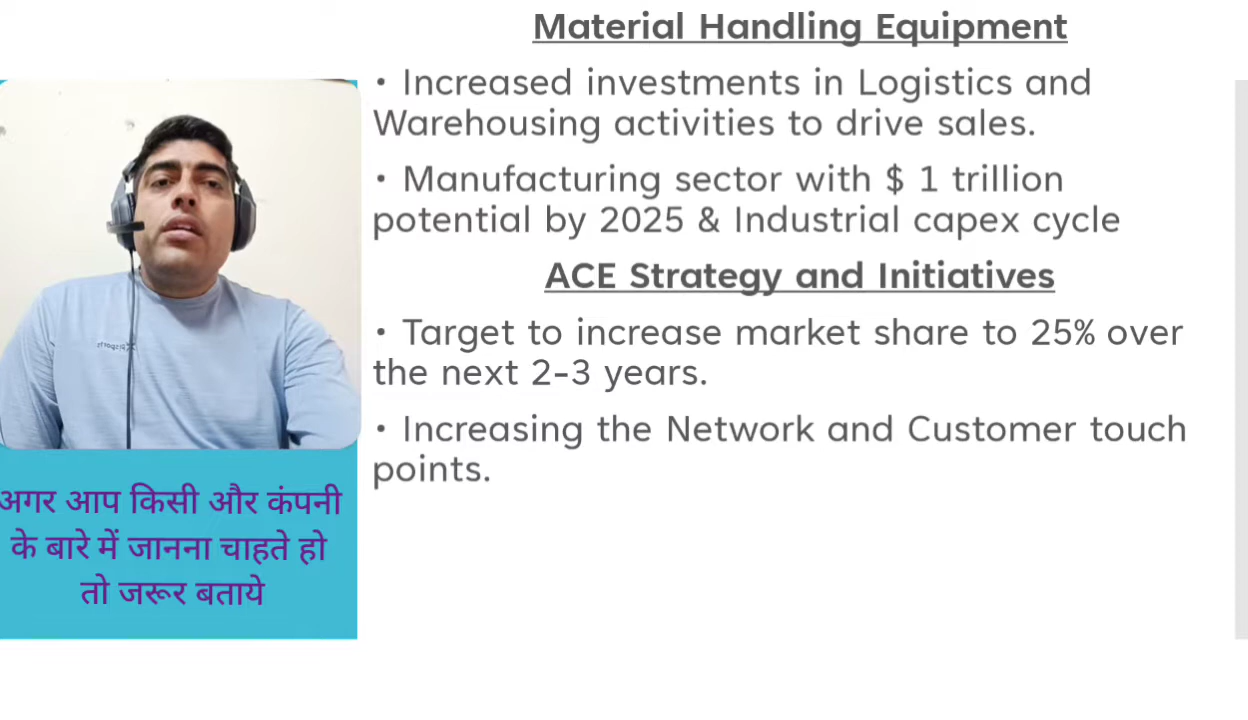 Material Handling Equipment
• Increased investments in Logistics and
Warehousing activities to drive sales.
• Manufacturing sector with $ 1 trillion
potential by 2025 & Industrial capex cycle
ACE Strategy and Initiatives
• Target to increase market share to 25% over
the next 2-3 years.
• Increasing the Network and Customer touch
points.
अगर आप किसी और कंपनी
के बारे में जानना चाहते हो
तो जरूर बताये